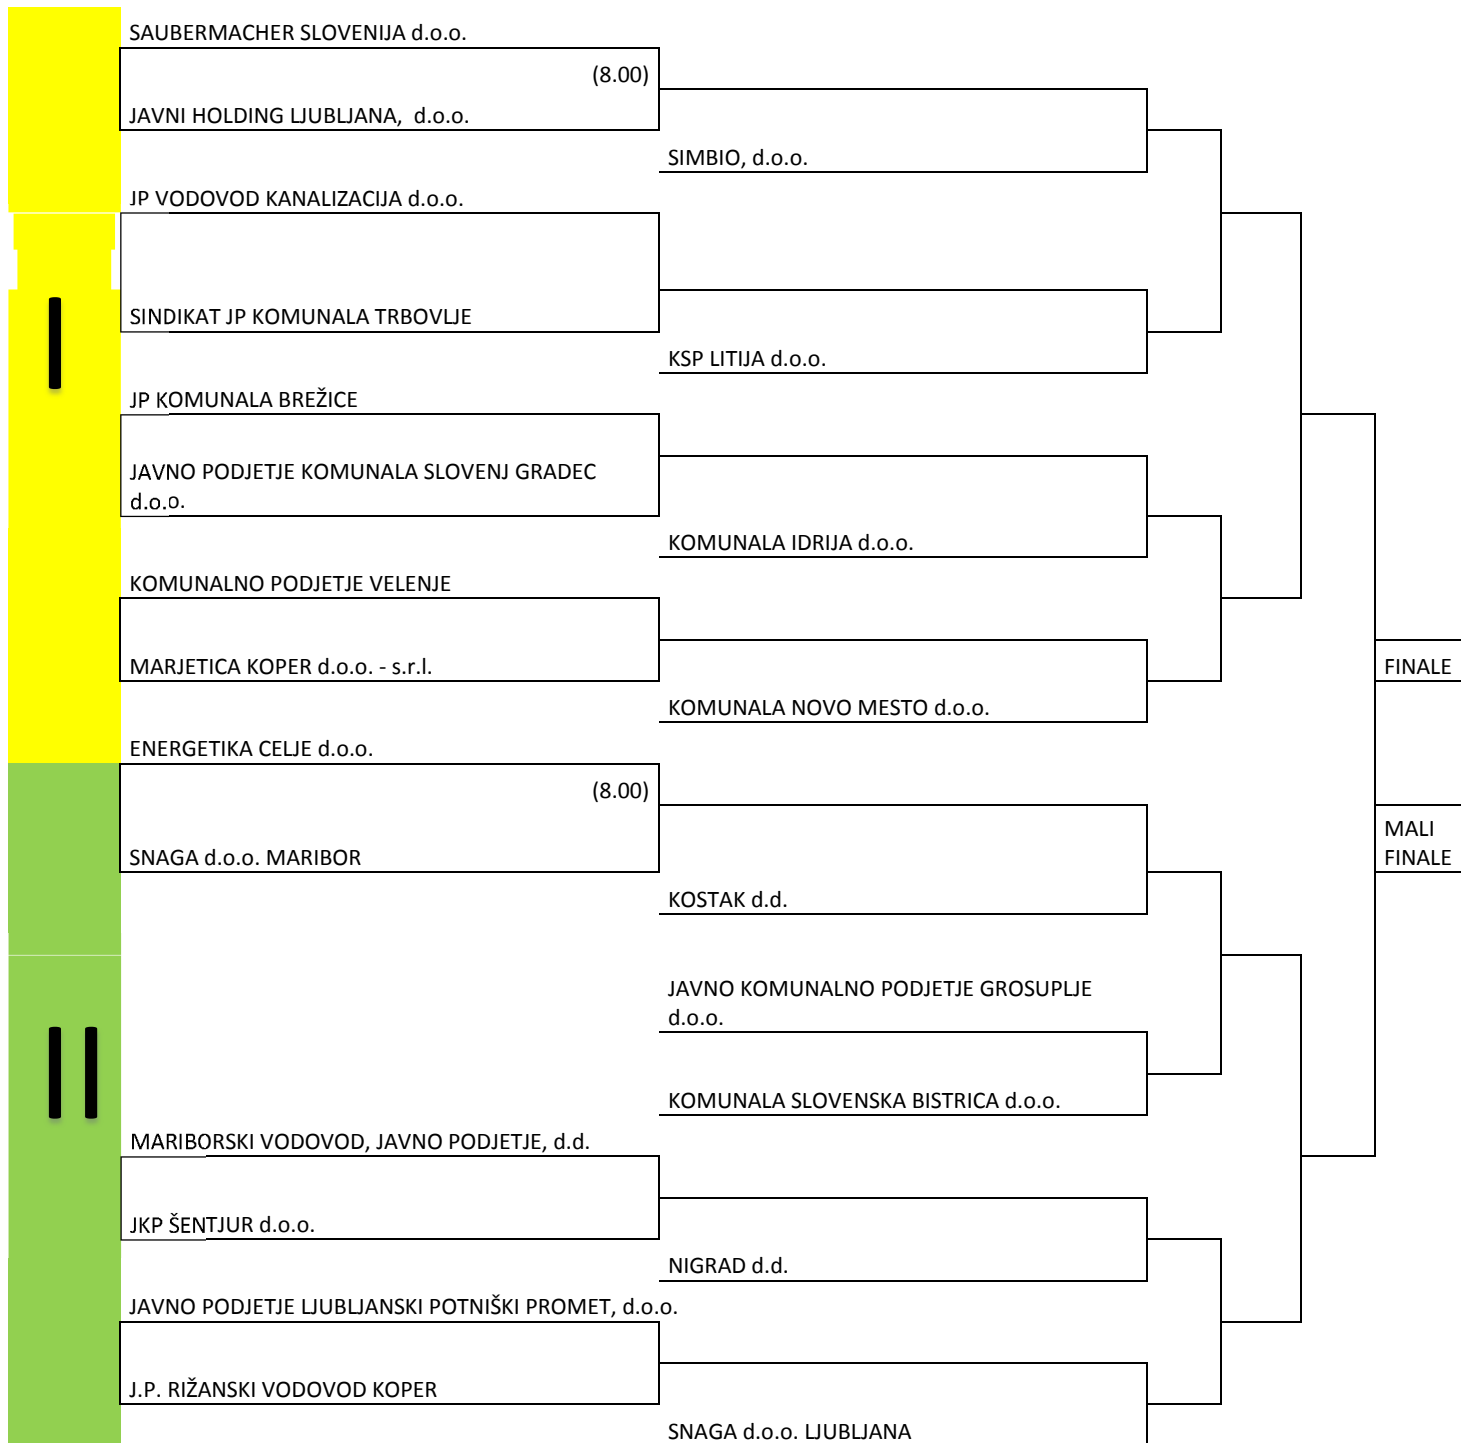 SAUBERMACHER SLOVENIJA d.o.o.
(8.00)
JAVNI HOLDING LJUBLJANA, d.o.o.
SIMBIO, d.o.o.
JP VODOVOD KANALIZACIJA d.o.o.
I
SINDIKAT JP KOMUNALA TRBOVLJE
KSP LITIJA d.o.o.
JP KOMUNALA BREŽICE
JAVNO PODJETJE KOMUNALA SLOVENJ GRADEC
d.o.o.
KOMUNALA IDRIJA d.o.o.
KOMUNALNO PODJETJE VELENJE
MARJETICA KOPER d.o.o. - s.r.l.
FINALE
KOMUNALA NOVO MESTO d.o.o.
ENERGETIKA CELJE d.o.o.
(8.00)
MALI
FINALE
SNAGA d.o.o. MARIBOR
KOSTAK d.d.
JAVNO KOMUNALNO PODJETJE GROSUPLJE
d.o.o.
II
KOMUNALA SLOVENSKA BISTRICA d.o.o.
MARIBORSKI VODOVOD, JAVNO PODJETJE, d.d.
JKP ŠENTJUR d.o.o.
NIGRAD d.d.
JAVNO PODJETJE LJUBLJANSKI POTNIŠKI PROMET, d.o.o.
J.P. RIŽANSKI VODOVOD KOPER
SNAGA d.o.o. LJUBLJANA